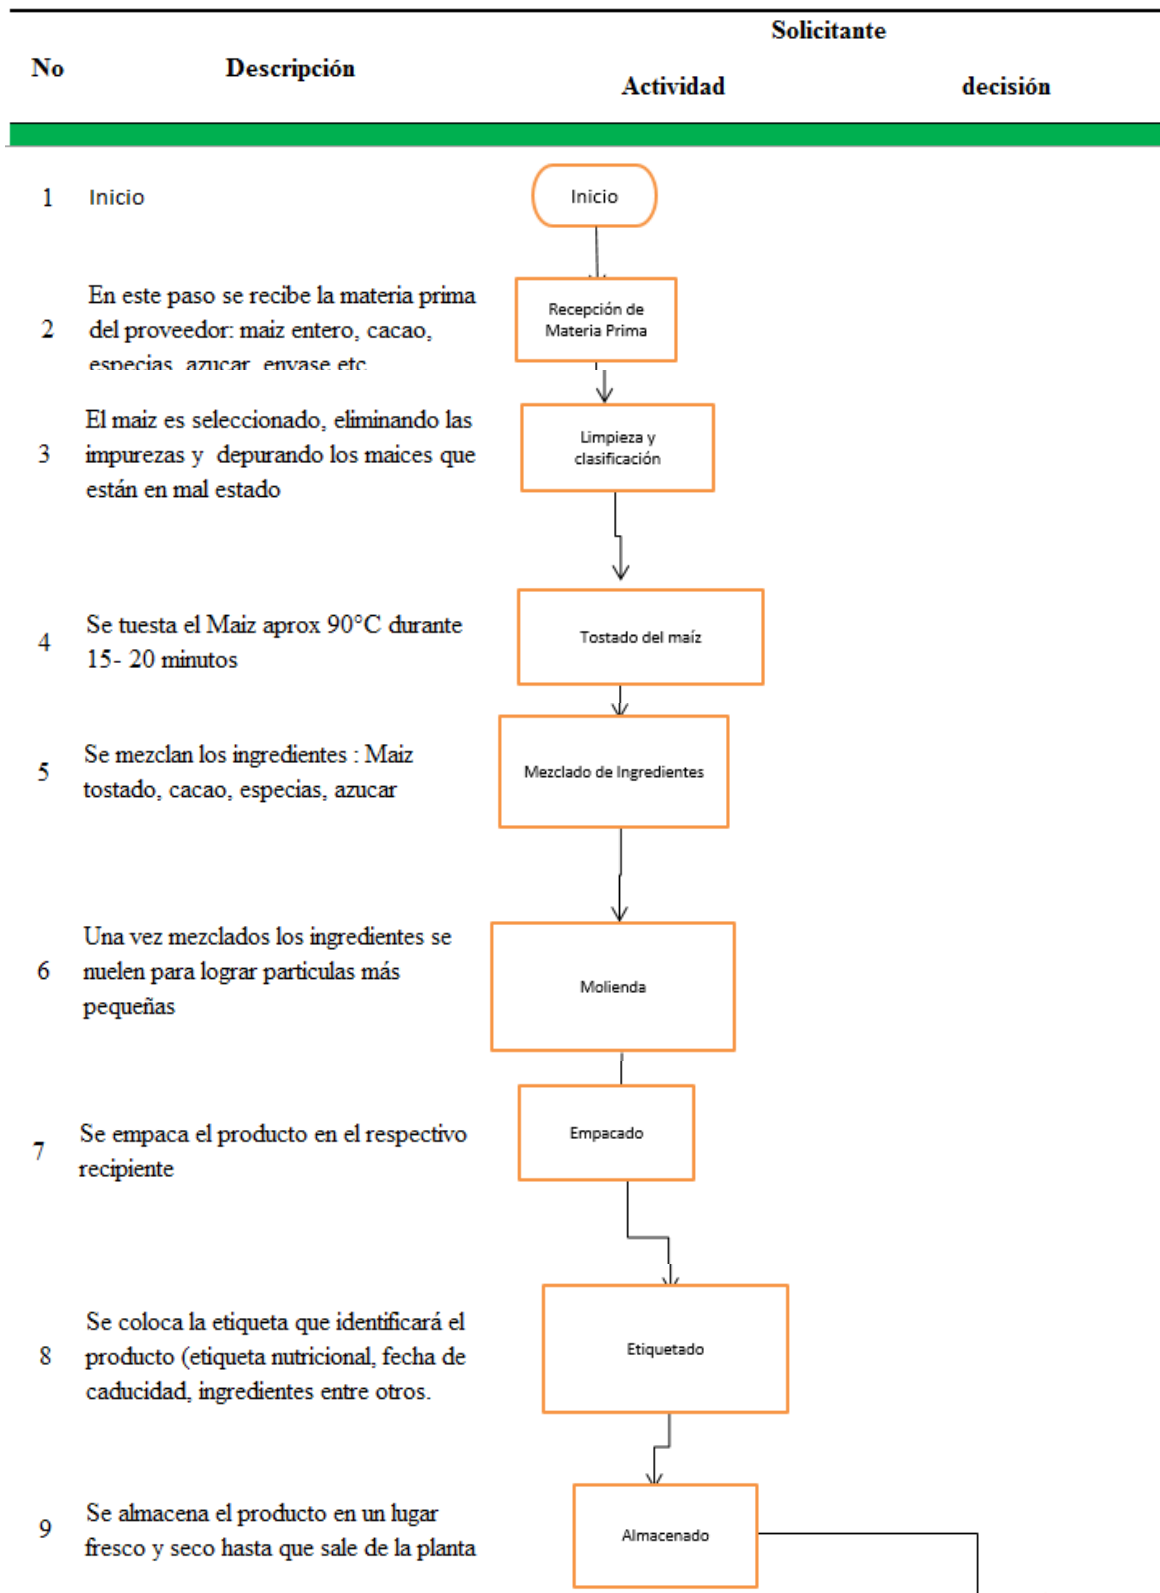 Solicitante
No
Descripción
Actividad
decisión
1
Inicio
Inicio
En este paso se recibe la materia prima
2
del proveedor: maiz entero, cacao,
especias, azucar, envase etc
Recepción de
Materia Prima
El maiz es seleccionado, eliminando las
3
impurezas y depurando los maices que
están en mal estado
Limpieza y
clasificación
4
Se tuesta el Maiz aprox 90°C durante
15- 20 minutos
Tostado del maíz
5
Se mezclan los ingredientes : Maiz
tostado, cacao, especias, azucar
Mezclado de Ingredientes
Una vez mezclados los ingredientes se
6
nuelen para lograr particulas más
pequeñas
Molienda
7
Se empaca el producto en el respectivo
recipiente
Empacado
Se coloca la etiqueta que identificará el
8
producto (etiqueta nutricional, fecha de
caducidad, ingredientes entre otros.
Etiquetado
9
Se almacena el producto en un lugar
fresco y seco hasta que sale de la planta
Almacenado